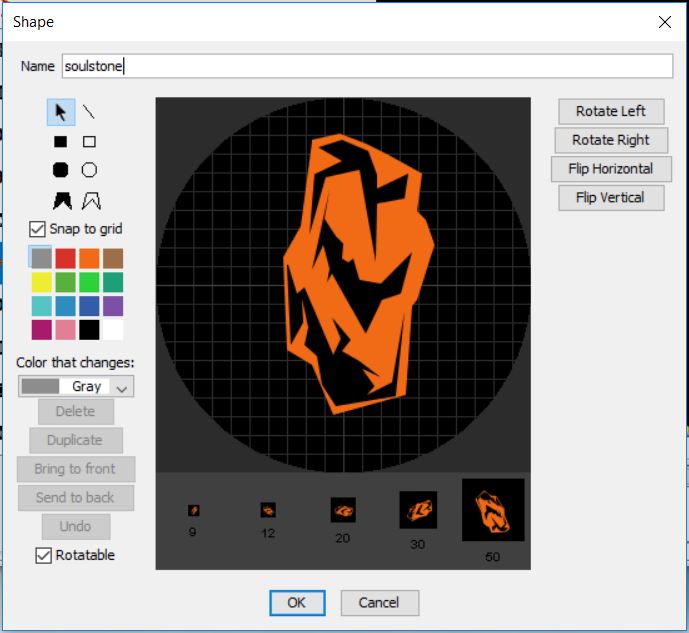 Shape
Name soulstone
Rotate Left
Rotate Right
Flip Horizontal
Flip Vertical
Snap to grid
Color that changes:
Gray
Delete
Duplicate
Bring to front
Send to back
Undo
Rotatable
9 12 20 30 50
OK Cancel